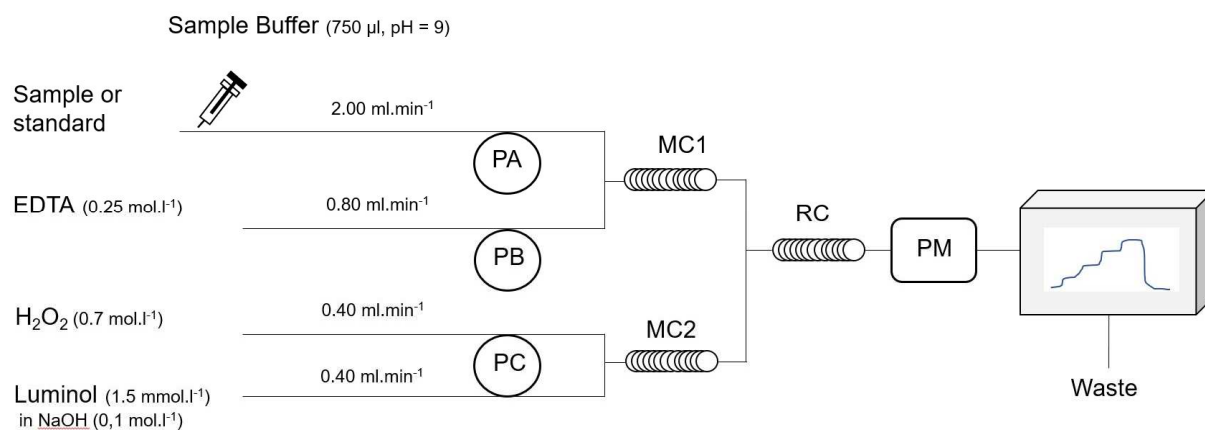 Sample Buffer (750 µl, pH = 9)
Sample or
standard
2.00 ml.min⁻¹
PA
MC1
EDTA (0.25 mol.l⁻¹)
0.80 ml.min⁻¹
PB
RC
PM
H₂O₂ (0.7 mol.l⁻¹)
0.40 ml.min⁻¹
PC
MC2
Luminol (1.5 mmol.l⁻¹)
in NaOH (0,1 mol.l⁻¹)
0.40 ml.min⁻¹
Waste